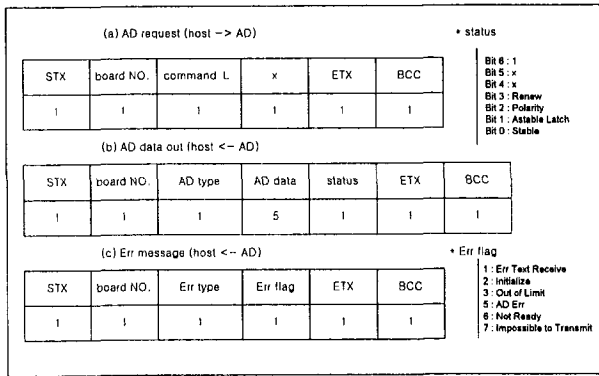 (a) AD request (host -> AD)
STX board NO. command L x ETX BCC
1 1 1 1 1 1
(b) AD data out (host <- AD)
STX board NO. AD type AD data status ETX BCC
1 1 1 5 1 1 1
(c) Err message (host <-- AD)
STX board NO. Err type Err flag ETX BCC
1 1 1 1 1 1
* status
Bit 6 : 1
Bit 5 : x
Bit 4 : x
Bit 3 : Renew
Bit 2 : Polarity
Bit 1 : Astable Latch
Bit 0 : Stable
* Err flag
1 : Err Text Receive
2 : Initialize
3 : Out of Limit
5 : AD Err
6 : Not Ready
7 : Impossible to Transmit